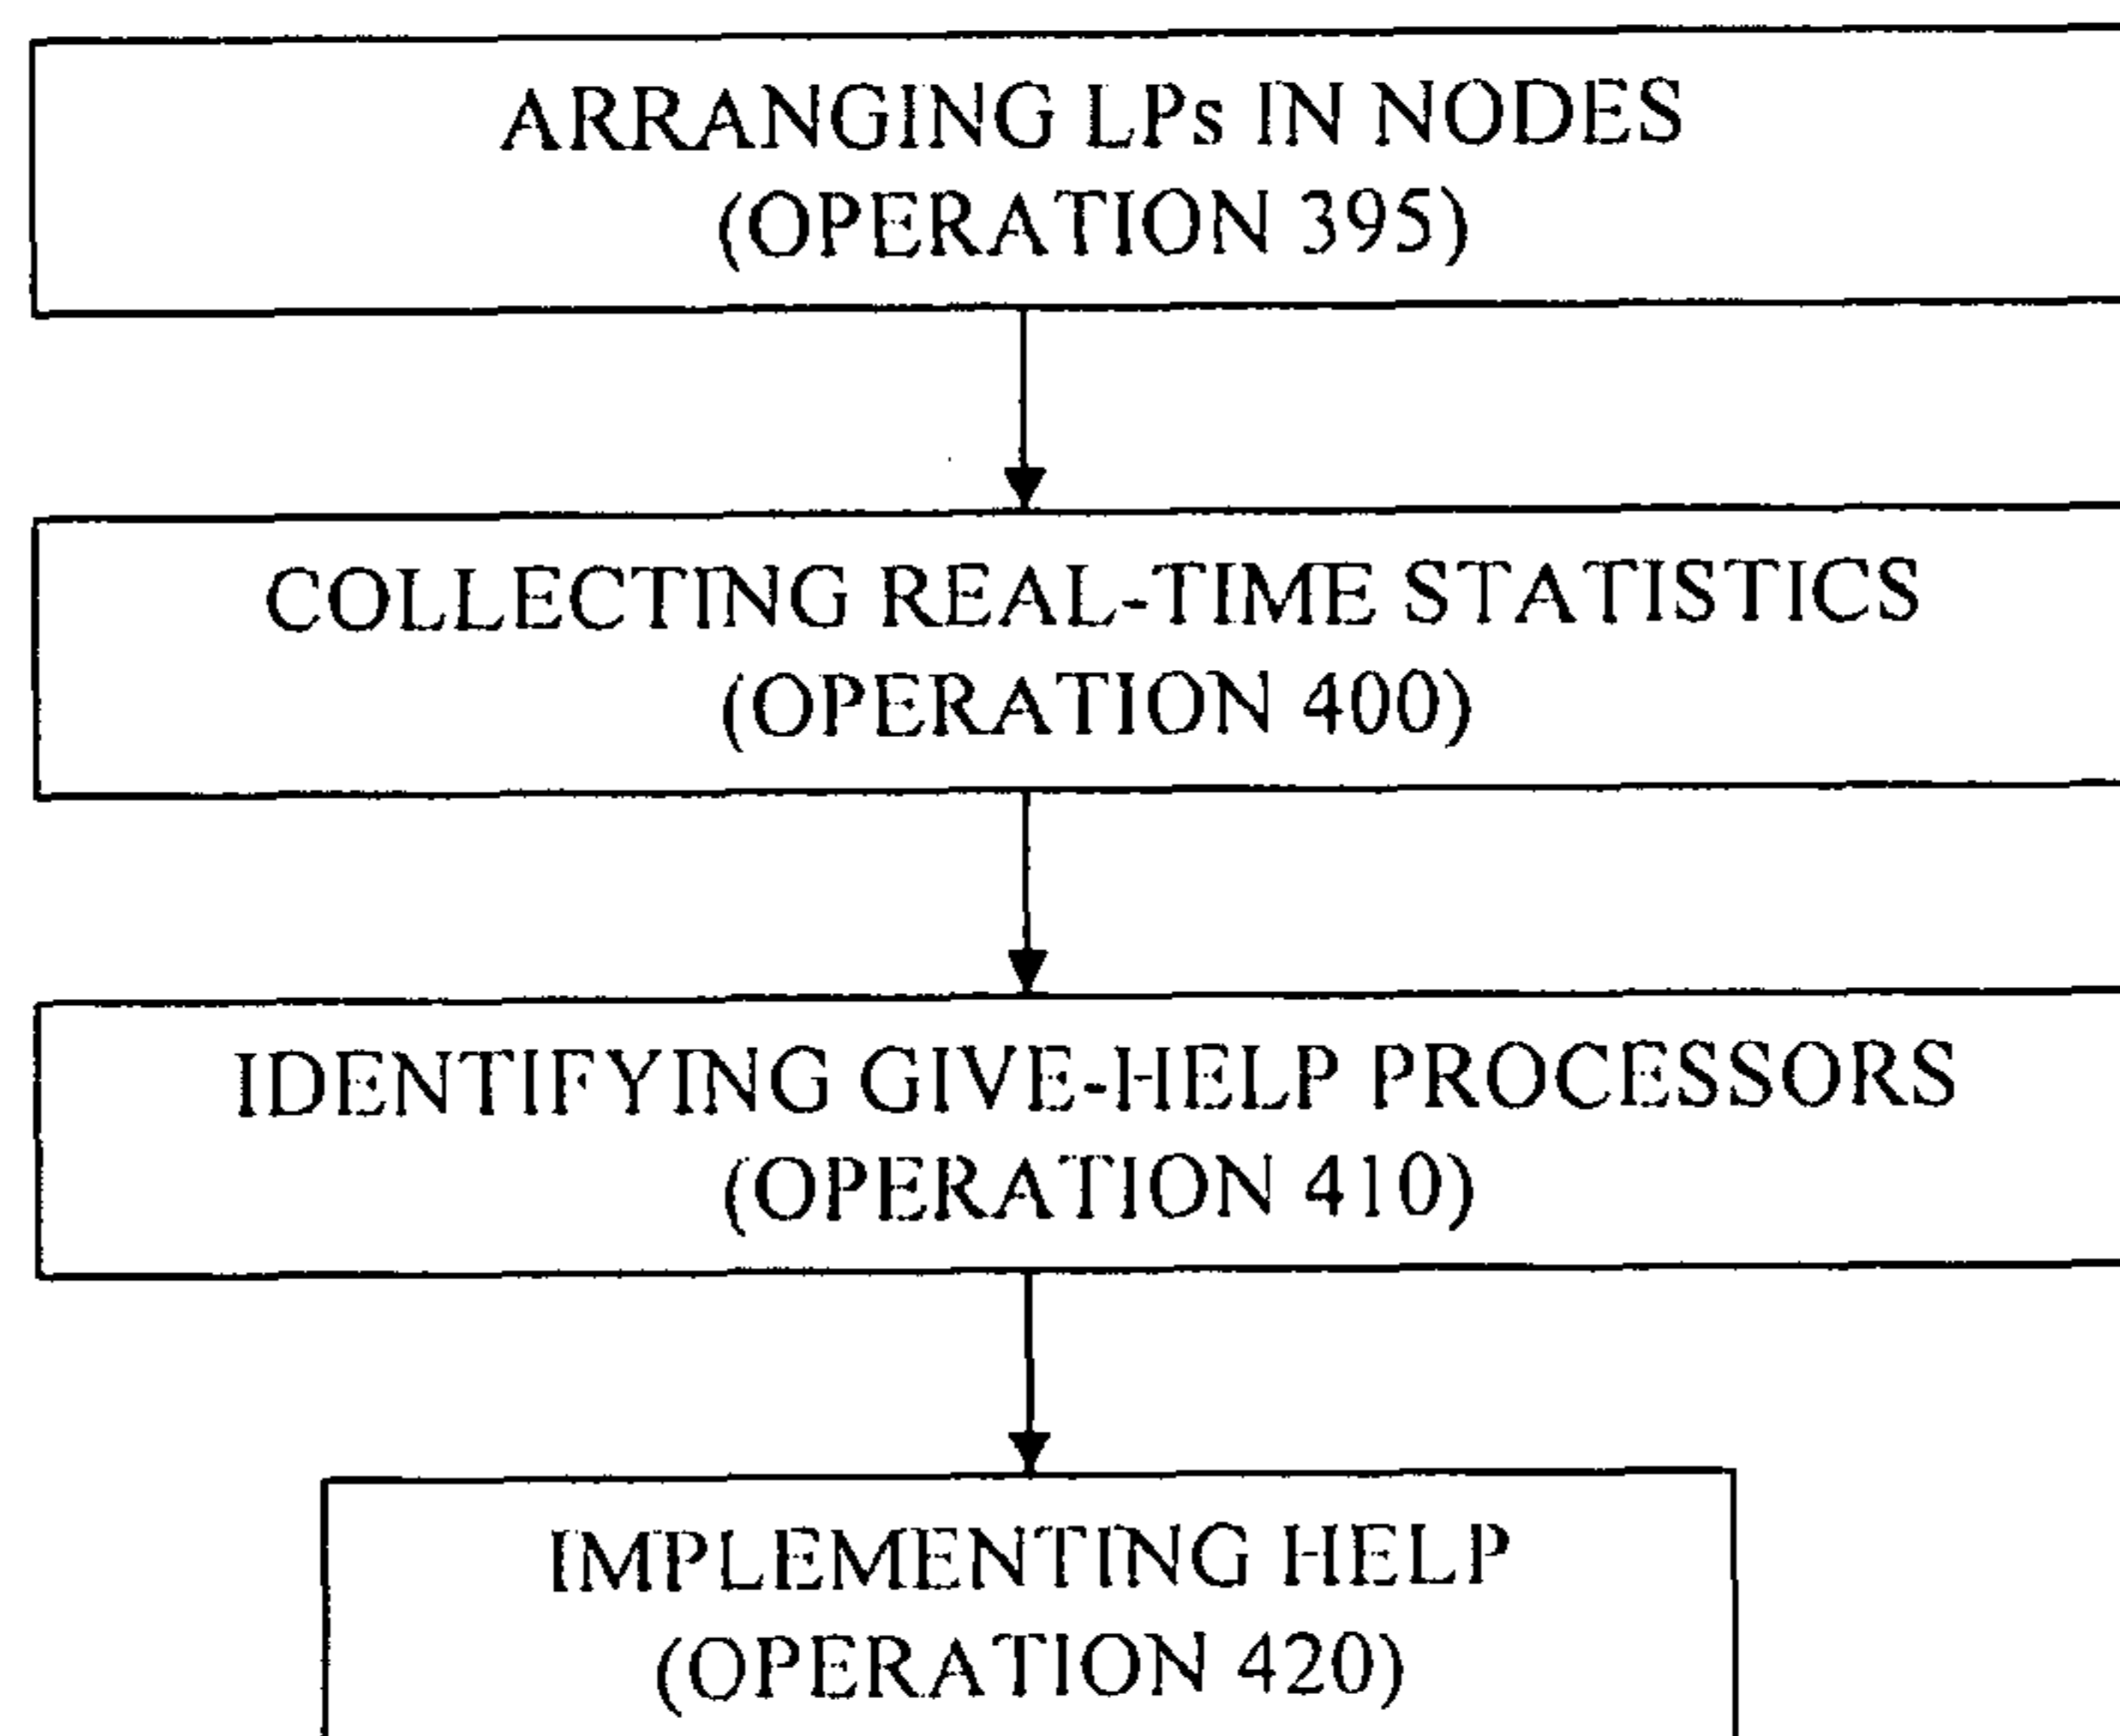 ARRANGING LPs IN NODES
(OPERATION 395)
COLLECTING REAL-TIME STATISTICS
(OPERATION 400)
IDENTIFYING GIVE-HELP PROCESSORS
(OPERATION 410)
IMPLEMENTING HELP
(OPERATION 420)